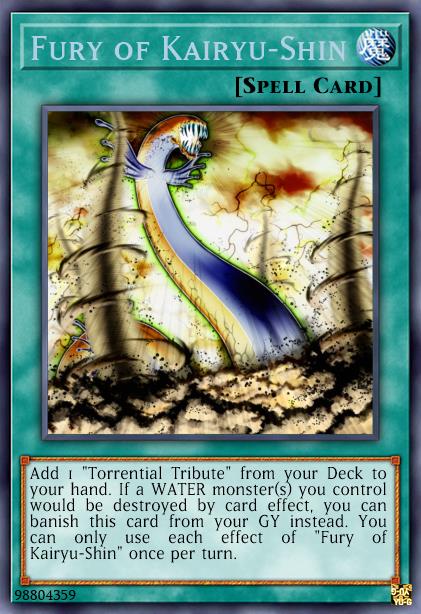 Fury of Kairyu-Shin 魔
[Spell Card]
Add 1 "Torrential Tribute" from your Deck to
your hand. If a WATER monster(s) you control
would be destroyed by card effect, you can
banish this card from your GY instead. You
can only use each effect of "Fury of
Kairyu-Shin" once per turn.
98804359